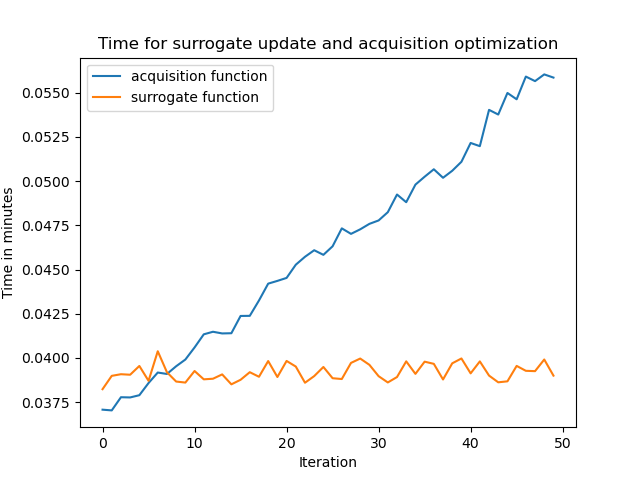 Time for surrogate update and acquisition optimization
acquisition function
surrogate function
0.0550
0.0525
0.0500
0.0475
0.0450
0.0425
0.0400
0.0375
Time in minutes
0 10 20 30 40 50
Iteration